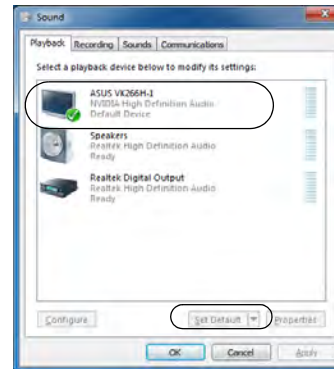 Sound
Playback Recording Sounds Communications
Select a playback device below to modify its settings:
ASUS VK266H-1
NVIDIA High Definition Audio
Default Device
Speakers
Realtek High Definition Audio
Ready
Realtek Digital Output
Realtek High Definition Audio
Ready
Configure Set Default Properties
OK Cancel Apply